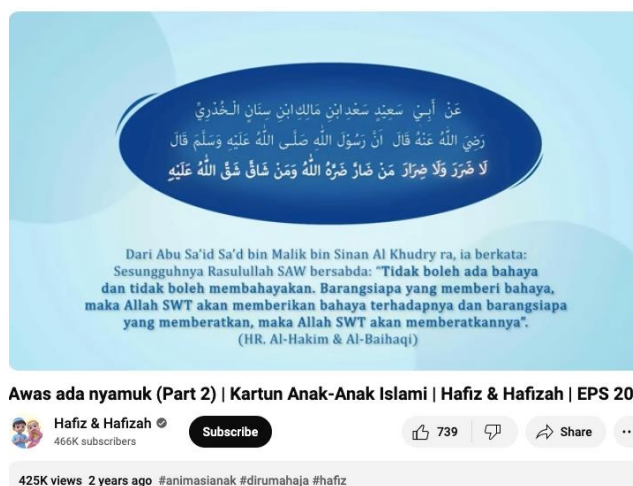 عَنْ أَبِيْ سَعِيْدٍ سَعْدِ ابْنِ مَالِكِ ابْنِ سِنَانٍ الْـخُدْرِيِّ
رَضِيَ اللّٰهُ عَنْهُ قَالَ اَنَّ رَسُوْلَ اللّٰهِ صَلَّـى اللّٰهُ عَلَيْهِ وَسَلَّمَ قَالَ
لَا ضَرَرَ وَلَا ضِرَارَ مَنْ ضَارَّ ضَرَّهُ اللّٰهُ وَمَنْ شَاقَّ شَقَّ اللّٰهُ عَلَيْهِ
Dari Abu Sa'id Sa'd bin Malik bin Sinan Al Khudry ra, ia berkata:
Sesungguhnya Rasulullah SAW bersabda: "Tidak boleh ada bahaya
dan tidak boleh membahayakan. Barangsiapa yang memberi bahaya,
maka Allah SWT akan memberikan bahaya terhadapnya dan barangsiapa
yang memberatkan, maka Allah SWT akan memberatkannya".
(HR. Al-Hakim & Al-Baihaqi)
Awas ada nyamuk (Part 2) | Kartun Anak-Anak Islami | Hafiz & Hafizah | EPS 20
Hafiz & Hafizah
466K subscribers
Subscribe
739
Share
425K views 2 years ago #animasianak #dirumahaja #hafiz